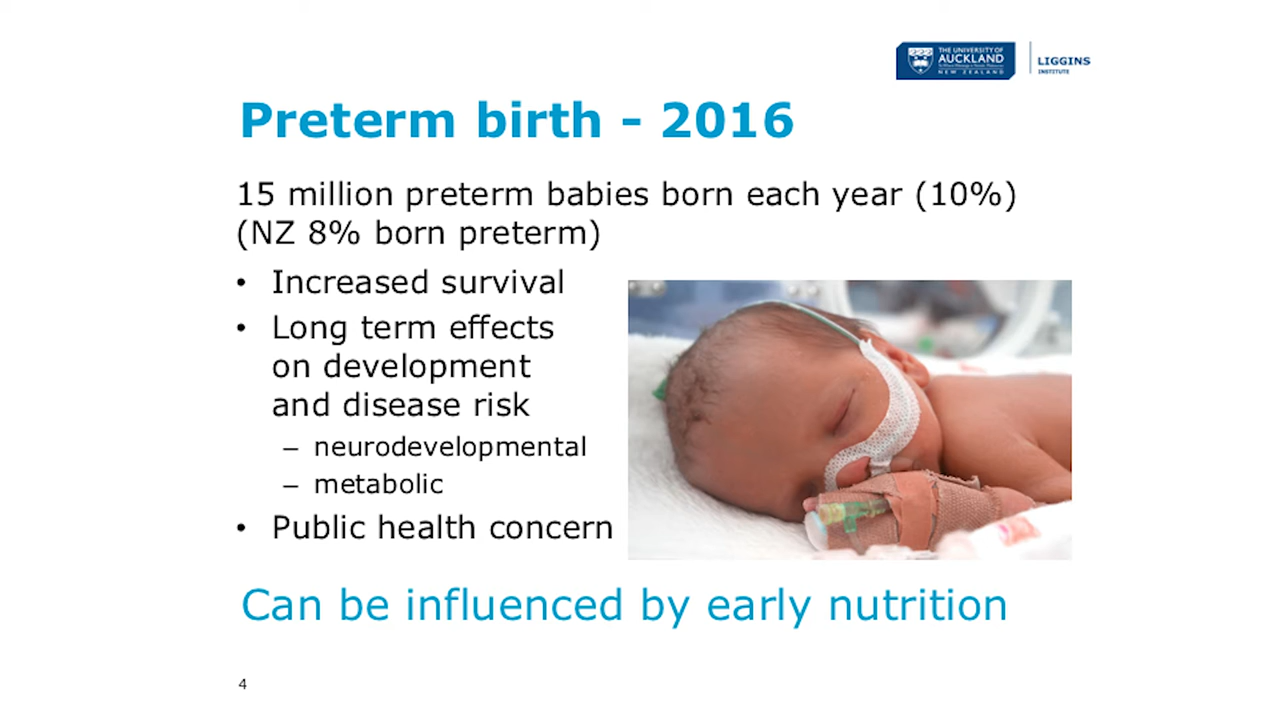 THE UNIVERSITY OF
AUCKLAND
NEW ZEALAND
LIGGINS
INSTITUTE
Preterm birth - 2016
15 million preterm babies born each year (10%)
(NZ 8% born preterm)
• Increased survival
• Long term effects
on development
and disease risk
– neurodevelopmental
– metabolic
• Public health concern
Can be influenced by early nutrition
4